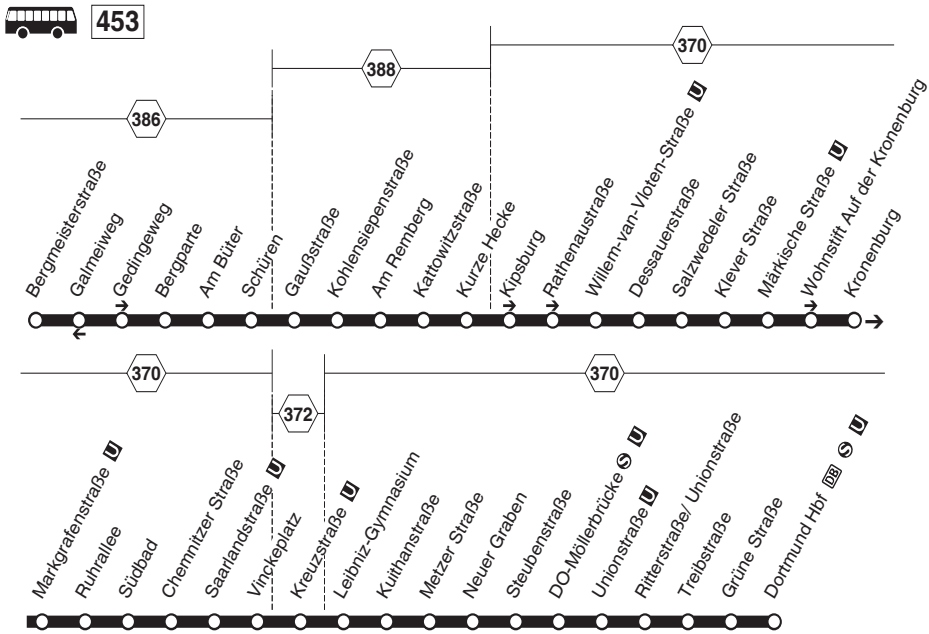 453
386
388
370
Bergmeisterstraße
Galmeiweg
Gedingeweg
Bergparte
Am Büter
Schüren
Gaußstraße
Kohlensiepenstraße
Am Remberg
Kattowitzstraße
Kurze Hecke
Kipsburg
Rathenaustraße
Willem-van-Vloten-Straße U
Dessauerstraße
Salzwedeler Straße
Klever Straße
Märkische Straße U
Wohnstift Auf der Kronenburg
Kronenburg
370
372
370
Markgrafenstraße U
Ruhrallee
Südbad
Chemnitzer Straße
Saarlandstraße U
Vinckeplatz
Kreuzstraße U
Leibniz-Gymnasium
Kuithanstraße
Metzer Straße
Neuer Graben
Steubenstraße
DO-Möllerbrücke S U
Unionstraße U
Ritterstraße/ Unionstraße
Treibstraße
Grüne Straße
Dortmund Hbf DB S U